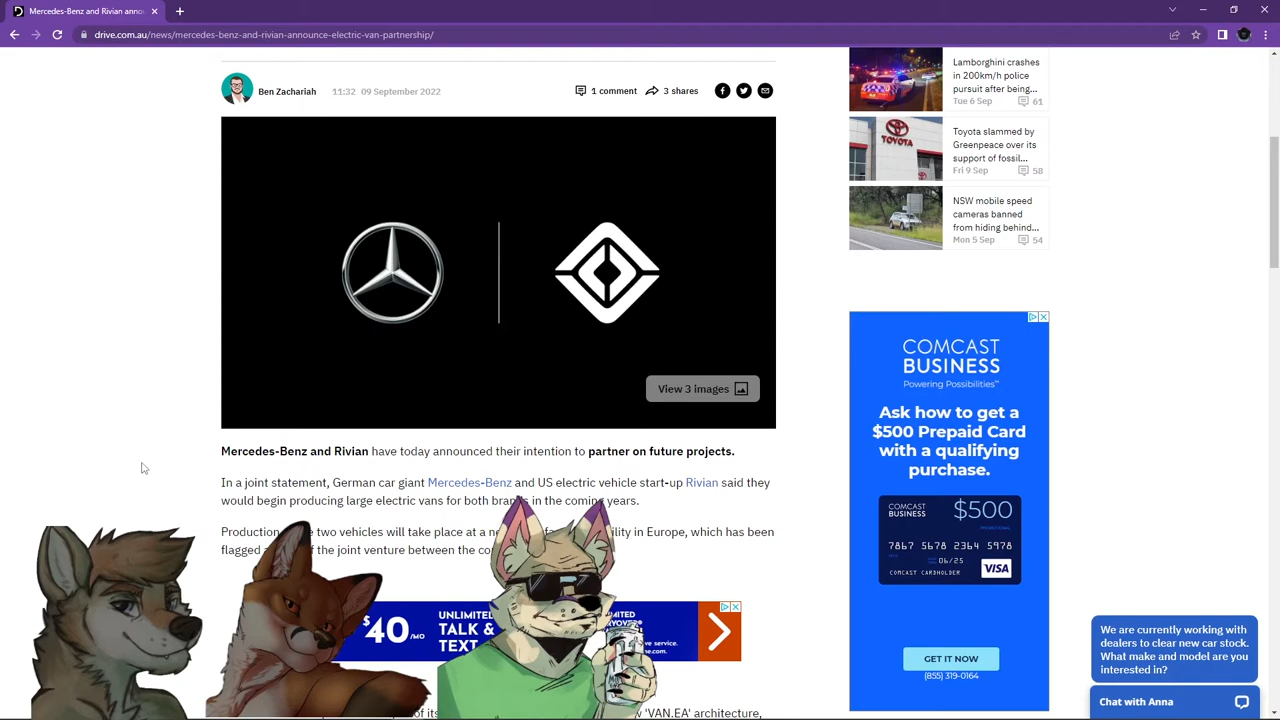 Mercedes-Benz and Rivian announ
drive.com.au/news/mercedes-benz-and-rivian-announce-electric-van-partnership/
Ben Zachariah
11:32 09 September 2022
1 comment
3 shares
View 3 images
Mercedes-Benz and Rivian have today announced their intention to partner on future projects.
In a joint statement, German car giant Mercedes-Benz and US electric vehicle start-up Rivian said they
would begin producing large electric vans for both brands in the coming years.
Production two vehicles will take place at a in Europe, which has been
flagged the joint venture between the
$40/MO
UNLIMITED
TALK &
TEXT
of its 'VAN.EA' architecture,
Lamborghini crashes
in 200km/h police
pursuit after being...
Tue 6 Sep 61
TOYOTA
Toyota slammed by
Greenpeace over its
support of fossil...
Fri 9 Sep 58
NSW mobile speed
cameras banned
from hiding behind...
Mon 5 Sep 54
COMCAST
BUSINESS
Powering Possibilities™
Ask how to get a
$500 Prepaid Card
with a qualifying
purchase.
COMCAST
BUSINESS
$500
7867 5678 2364 5978
06/25
COMCAST CARDHOLDER
VISA
GET IT NOW
(855) 319-0164
We are currently working with
dealers to clear new car stock.
What make and model are you
interested in?
Chat with Anna